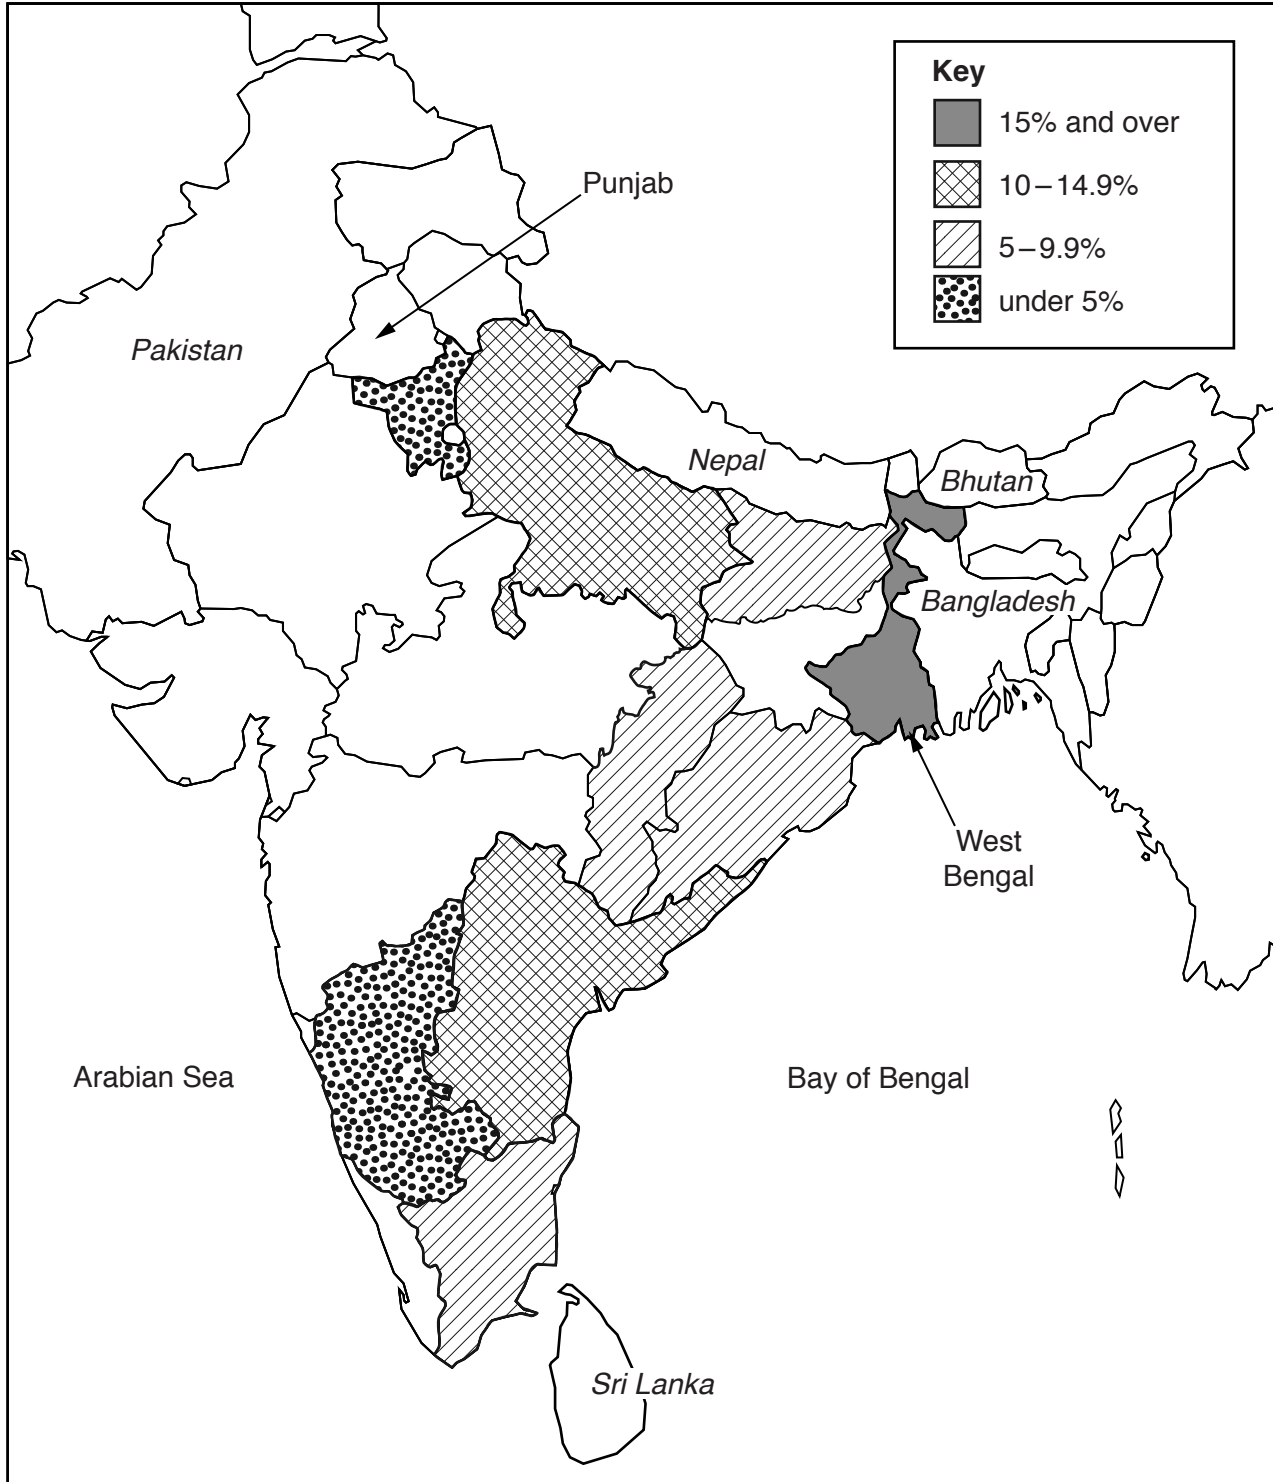 Key
15% and over
10–14.9%
5–9.9%
under 5%
Punjab
Pakistan
Nepal
Bhutan
Bangladesh
West
Bengal
Arabian Sea
Bay of Bengal
Sri Lanka